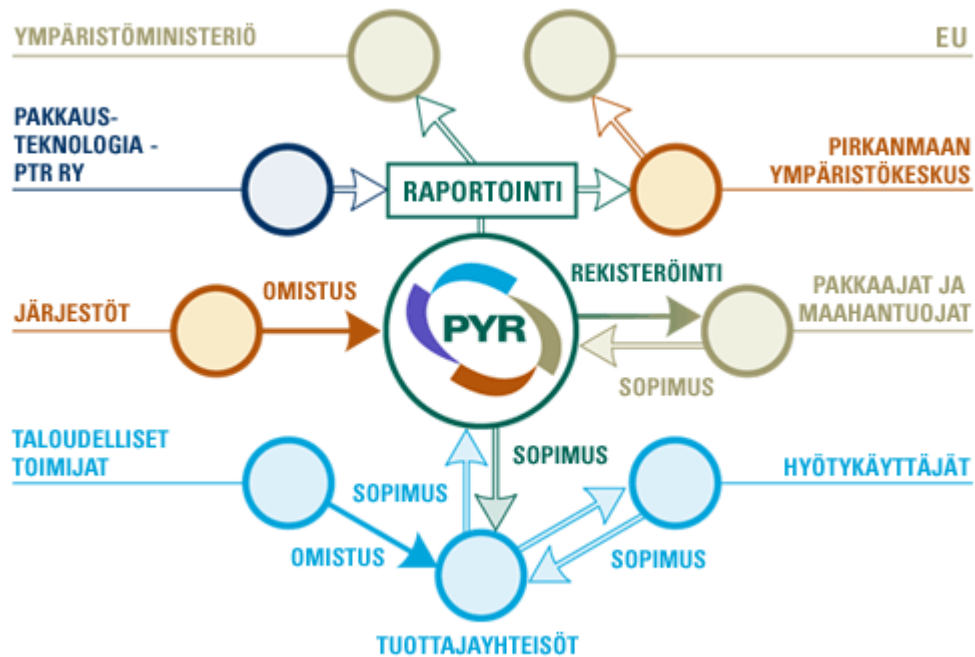 YMPÄRISTÖMINISTERIÖ
EU
PAKKAUS-
TEKNOLOGIA -
PTR RY
RAPORTOINTI
PIRKANMAAN
YMPÄRISTÖKESKUS
JÄRJESTÖT
OMISTUS
PYR
REKISTERÖINTI
PAKKAAJAT JA
MAAHANTUOJAT
SOPIMUS
TALOUDELLISET
TOIMIJAT
SOPIMUS
SOPIMUS
HYÖTYKÄYTTÄJÄT
OMISTUS
SOPIMUS
TUOTTAJAYHTEISÖT